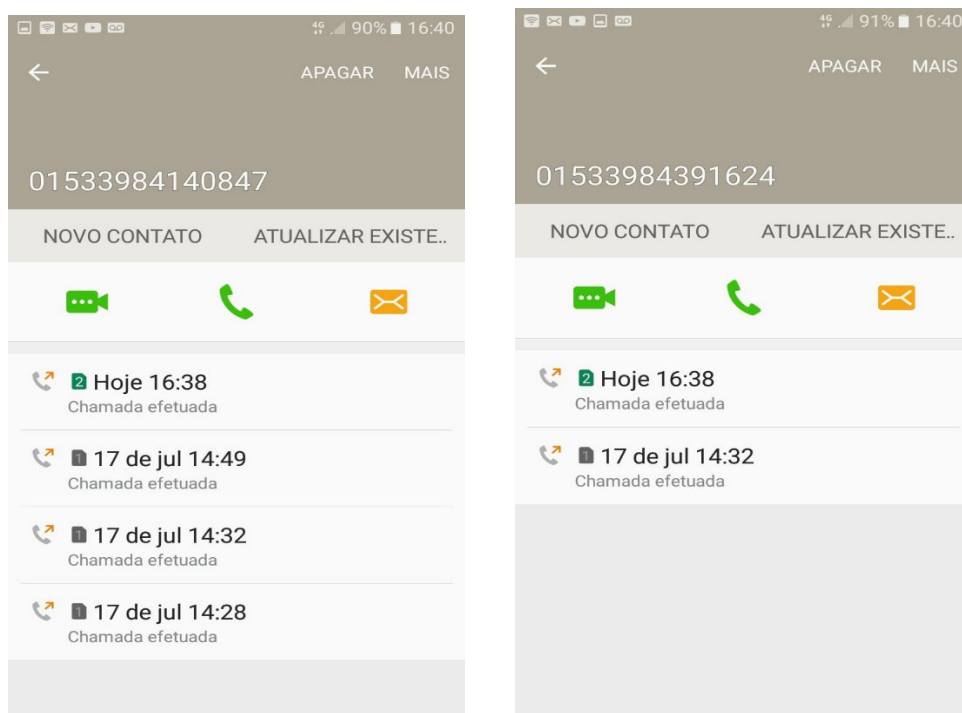 90% 16:40
APAGAR MAIS
01533984140847
NOVO CONTATO ATUALIZAR EXISTE..
2 Hoje 16:38
Chamada efetuada
1 17 de jul 14:49
Chamada efetuada
1 17 de jul 14:32
Chamada efetuada
1 17 de jul 14:28
Chamada efetuada
4G 91% 16:40
APAGAR MAIS
01533984391624
NOVO CONTATO ATUALIZAR EXISTE..
2 Hoje 16:38
Chamada efetuada
1 17 de jul 14:32
Chamada efetuada